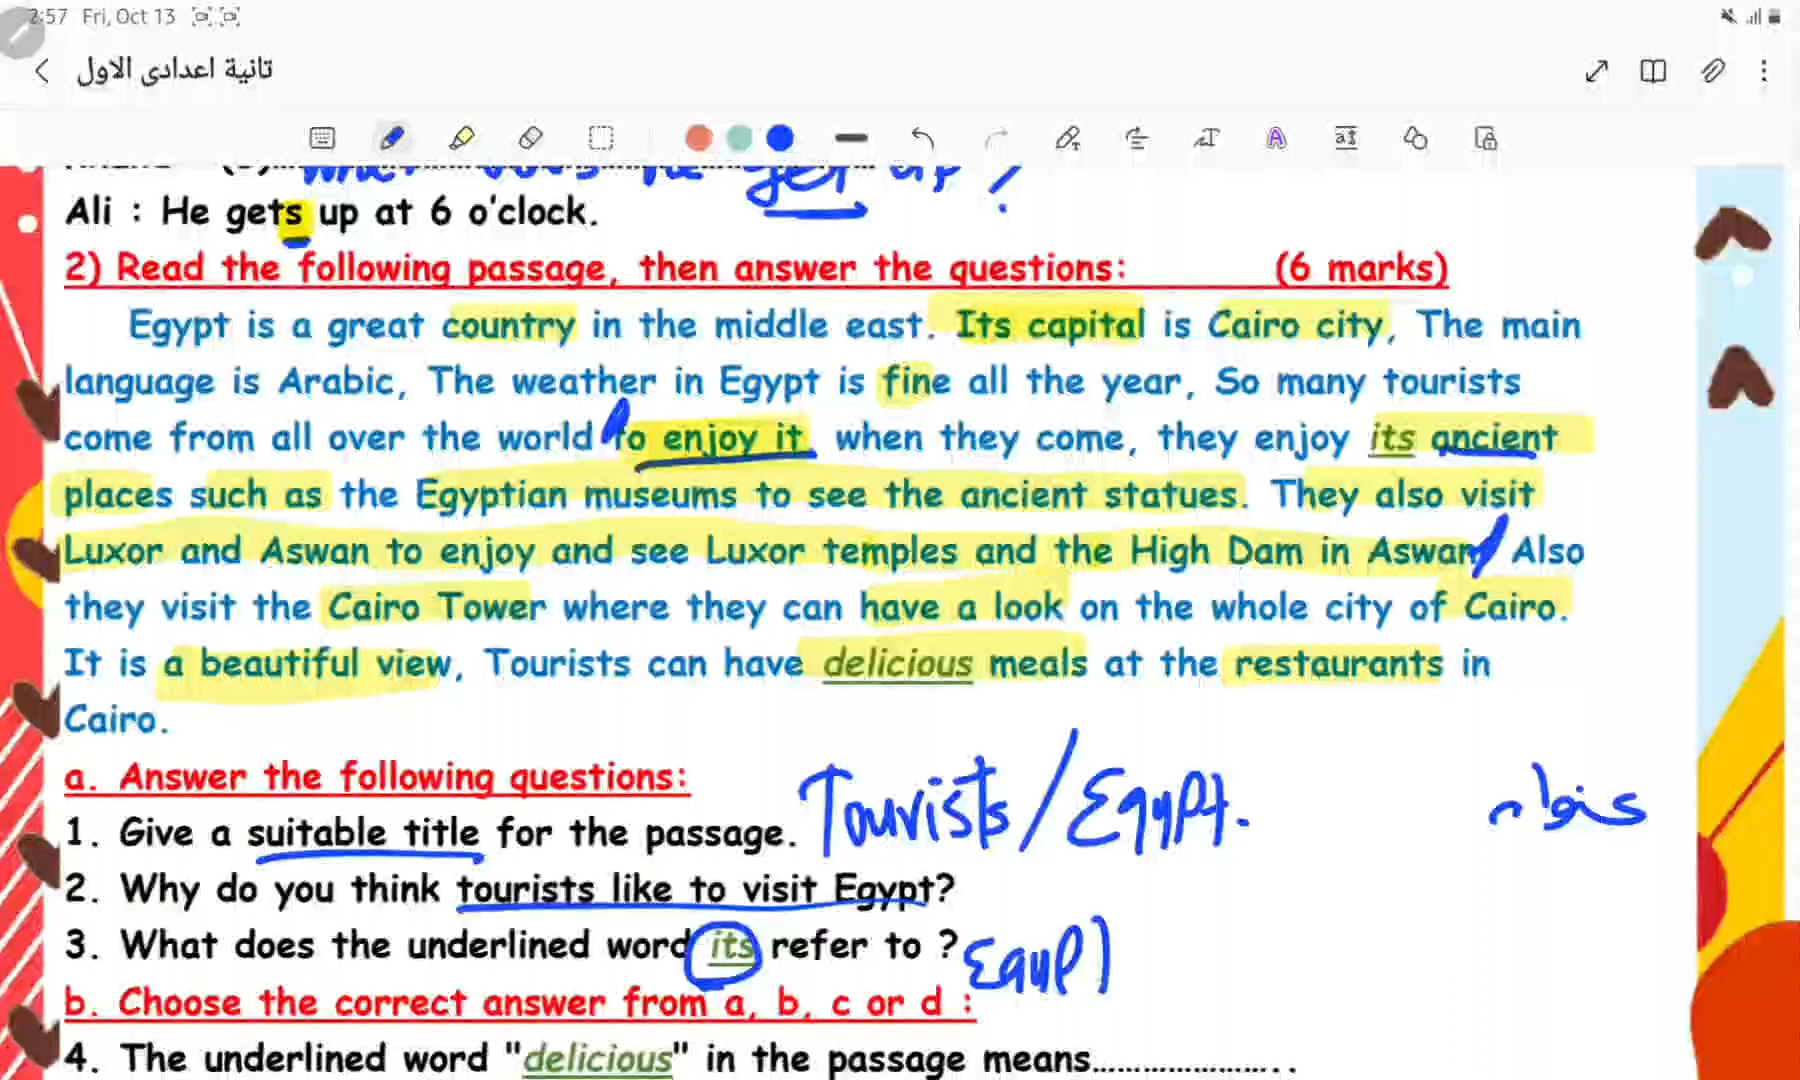 2:57 Fri, Oct 13
تانية اعدادى الاول
get up ?
Ali : He gets up at 6 o'clock.
2) Read the following passage, then answer the questions: (6 marks)
Egypt is a great country in the middle east. Its capital is Cairo city, The main
language is Arabic, The weather in Egypt is fine all the year, So many tourists
come from all over the world to enjoy it, when they come, they enjoy its ancient
places such as the Egyptian museums to see the ancient statues. They also visit
Luxor and Aswan to enjoy and see Luxor temples and the High Dam in Aswan, Also
they visit the Cairo Tower where they can have a look on the whole city of Cairo.
It is a beautiful view, Tourists can have delicious meals at the restaurants in
Cairo.
a. Answer the following questions:
Tourists / Egypt.
1. Give a suitable title for the passage.
2. Why do you think tourists like to visit Egypt?
3. What does the underlined word its refer to ? Egypt
b. Choose the correct answer from a, b, c or d :
4. The underlined word "delicious" in the passage means......................